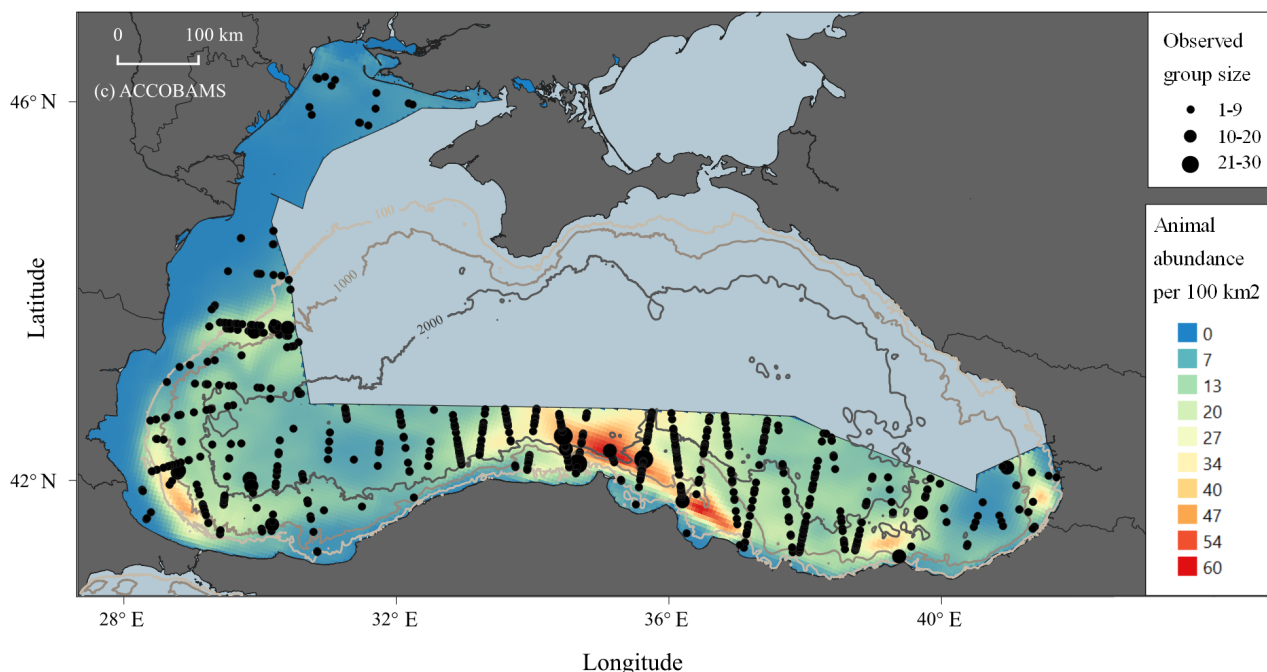 0 100 km
(c) ACCOBAMS
46° N
42° N
Latitude
100
1000
2000
28° E
32° E
36° E
40° E
Longitude
Observed
group size
1-9
10-20
21-30
Animal
abundance
per 100 km2
0
7
13
20
27
34
40
47
54
60